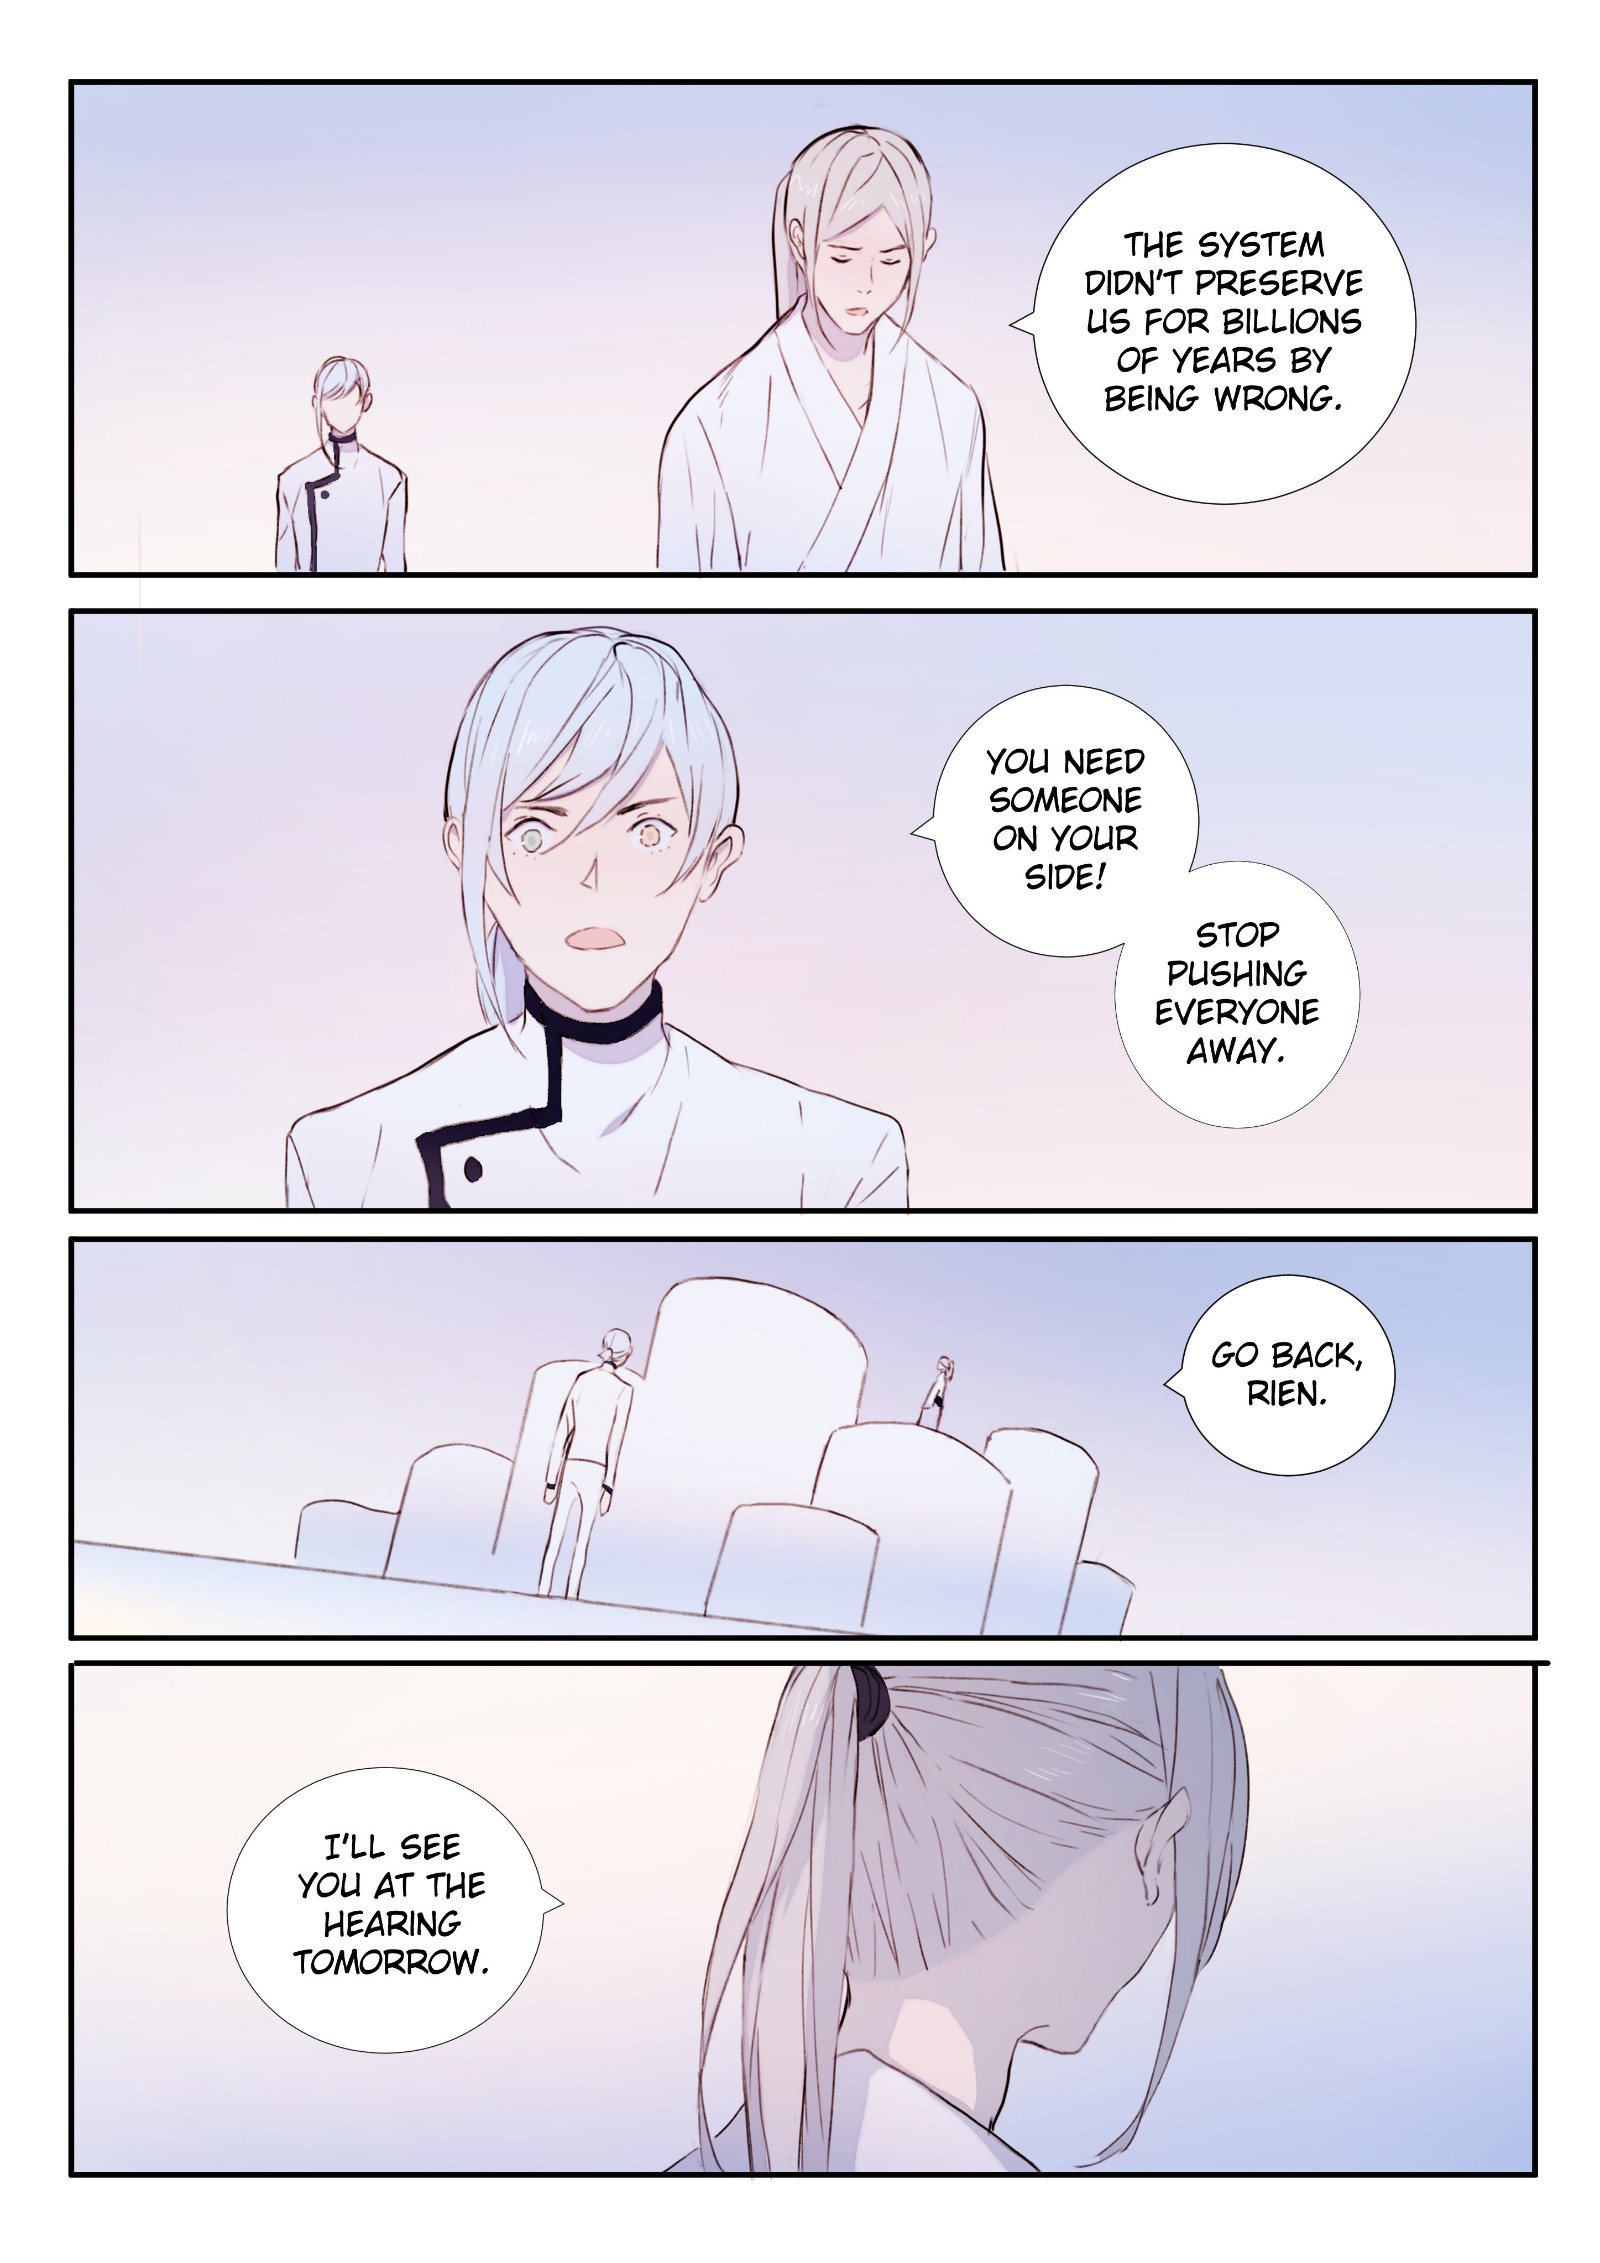 THE SYSTEM
DIDN'T PRESERVE
US FOR BILLIONS
OF YEARS BY
BEING WRONG.
YOU NEED
SOMEONE
ON YOUR
SIDE!
STOP
PUSHING
EVERYONE
AWAY.
GO BACK,
RIEN.
I'LL SEE
YOU AT THE
HEARING
TOMORROW.